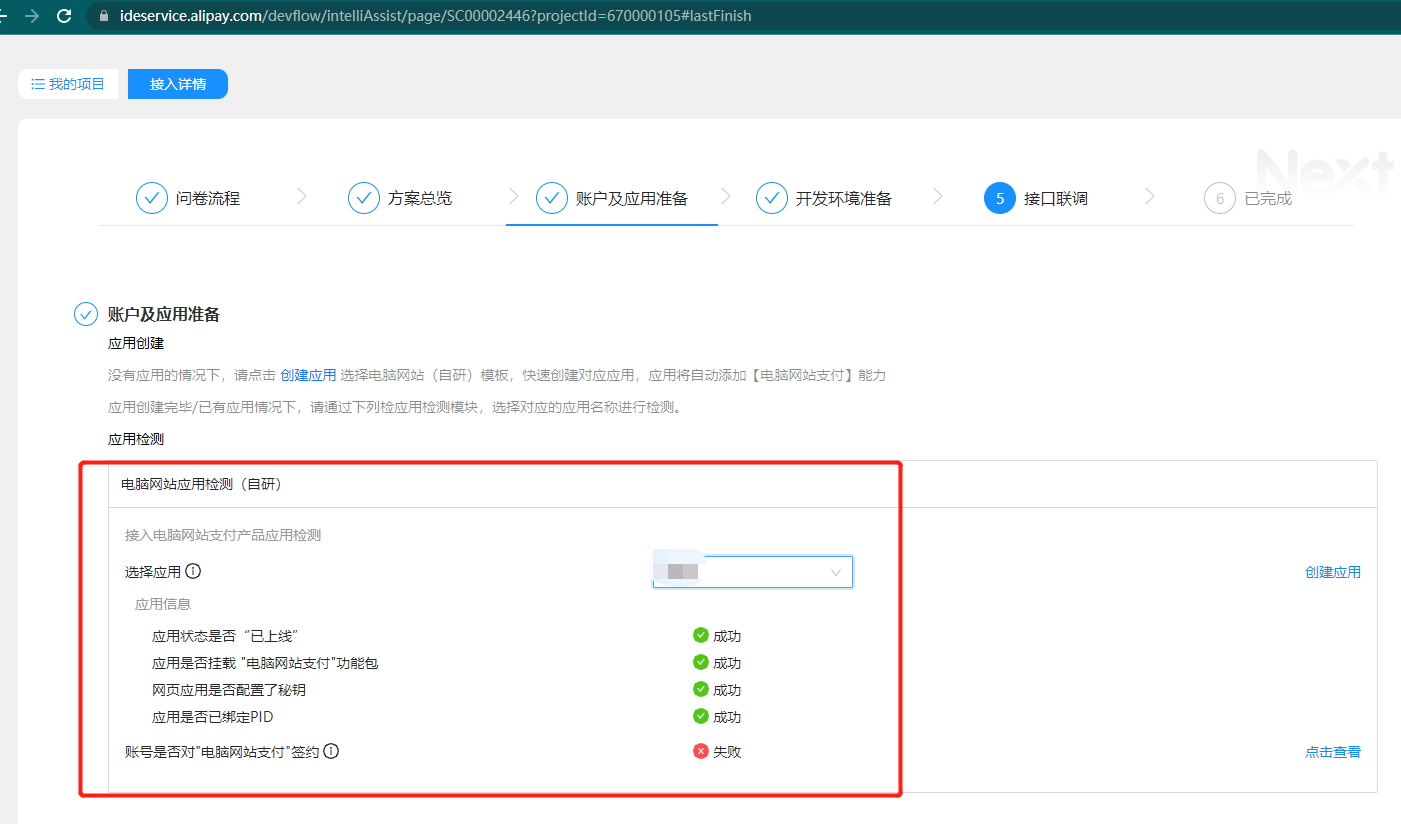 ideservice.alipay.com/devflow/intelliAssist/page/SC00002446?projectId=670000105#lastFinish
我的项目 接入详情
Next
问卷流程 方案总览 账户及应用准备 开发环境准备 5 接口联调 6 已完成
账户及应用准备
应用创建
没有应用的情况下，请点击 创建应用 选择电脑网站（自研）模板，快速创建对应应用，应用将自动添加【电脑网站支付】能力
应用创建完毕/已有应用情况下，请通过下列检应用检测模块，选择对应的应用名称进行检测。
应用检测
电脑网站应用检测（自研）
接入电脑网站支付产品应用检测
选择应用 创建应用
应用信息
应用状态是否“已上线” 成功
应用是否挂载 "电脑网站支付"功能包 成功
网页应用是否配置了秘钥 成功
应用是否已绑定PID 成功
账号是否对"电脑网站支付"签约 失败 点击查看